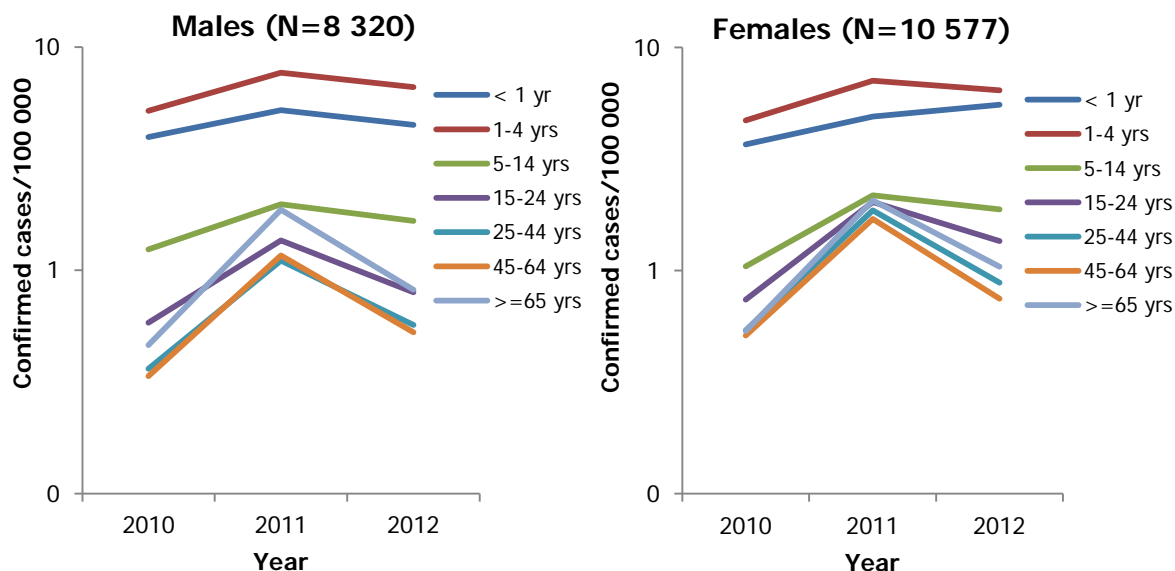 Males (N=8 320)
10
1
0
Confirmed cases/100 000
2010 2011 2012
Year
< 1 yr
1-4 yrs
5-14 yrs
15-24 yrs
25-44 yrs
45-64 yrs
>=65 yrs
Females (N=10 577)
10
1
0
Confirmed cases/100 000
2010 2011 2012
Year
< 1 yr
1-4 yrs
5-14 yrs
15-24 yrs
25-44 yrs
45-64 yrs
>=65 yrs